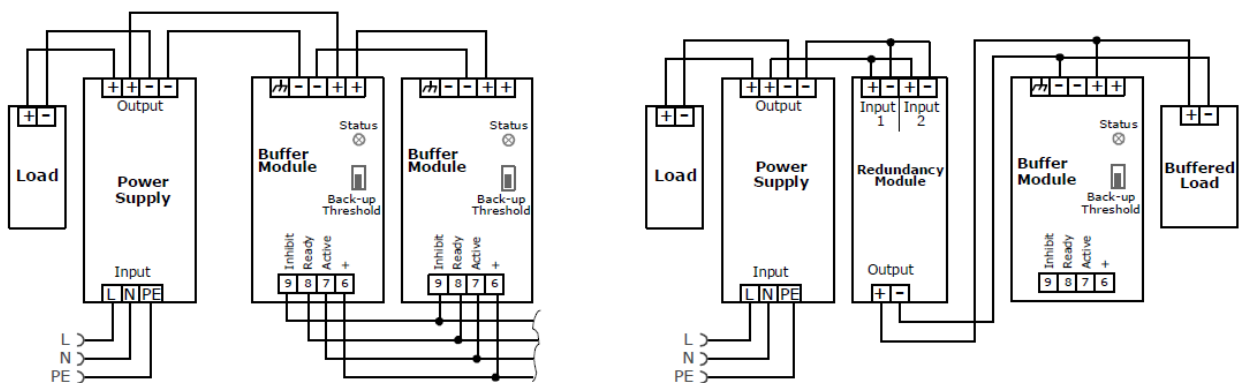 + + - -
Output
+ -
Load
Power
Supply
Input
L N PE
L
N
PE
- - + +
Status
Buffer
Module
Back-up
Threshold
Inhibit
Ready
Active
+
9 8 7 6
- - + +
Status
Buffer
Module
Back-up
Threshold
Inhibit
Ready
Active
+
9 8 7 6
+ -
Load
+ + - -
Output
Power
Supply
Input
L N PE
L
N
PE
+ - + -
Input
1
Input
2
Redundancy
Module
Output
+ -
- - + +
Status
Buffer
Module
Back-up
Threshold
Inhibit
Ready
Active
+
9 8 7 6
+ -
Buffered
Load